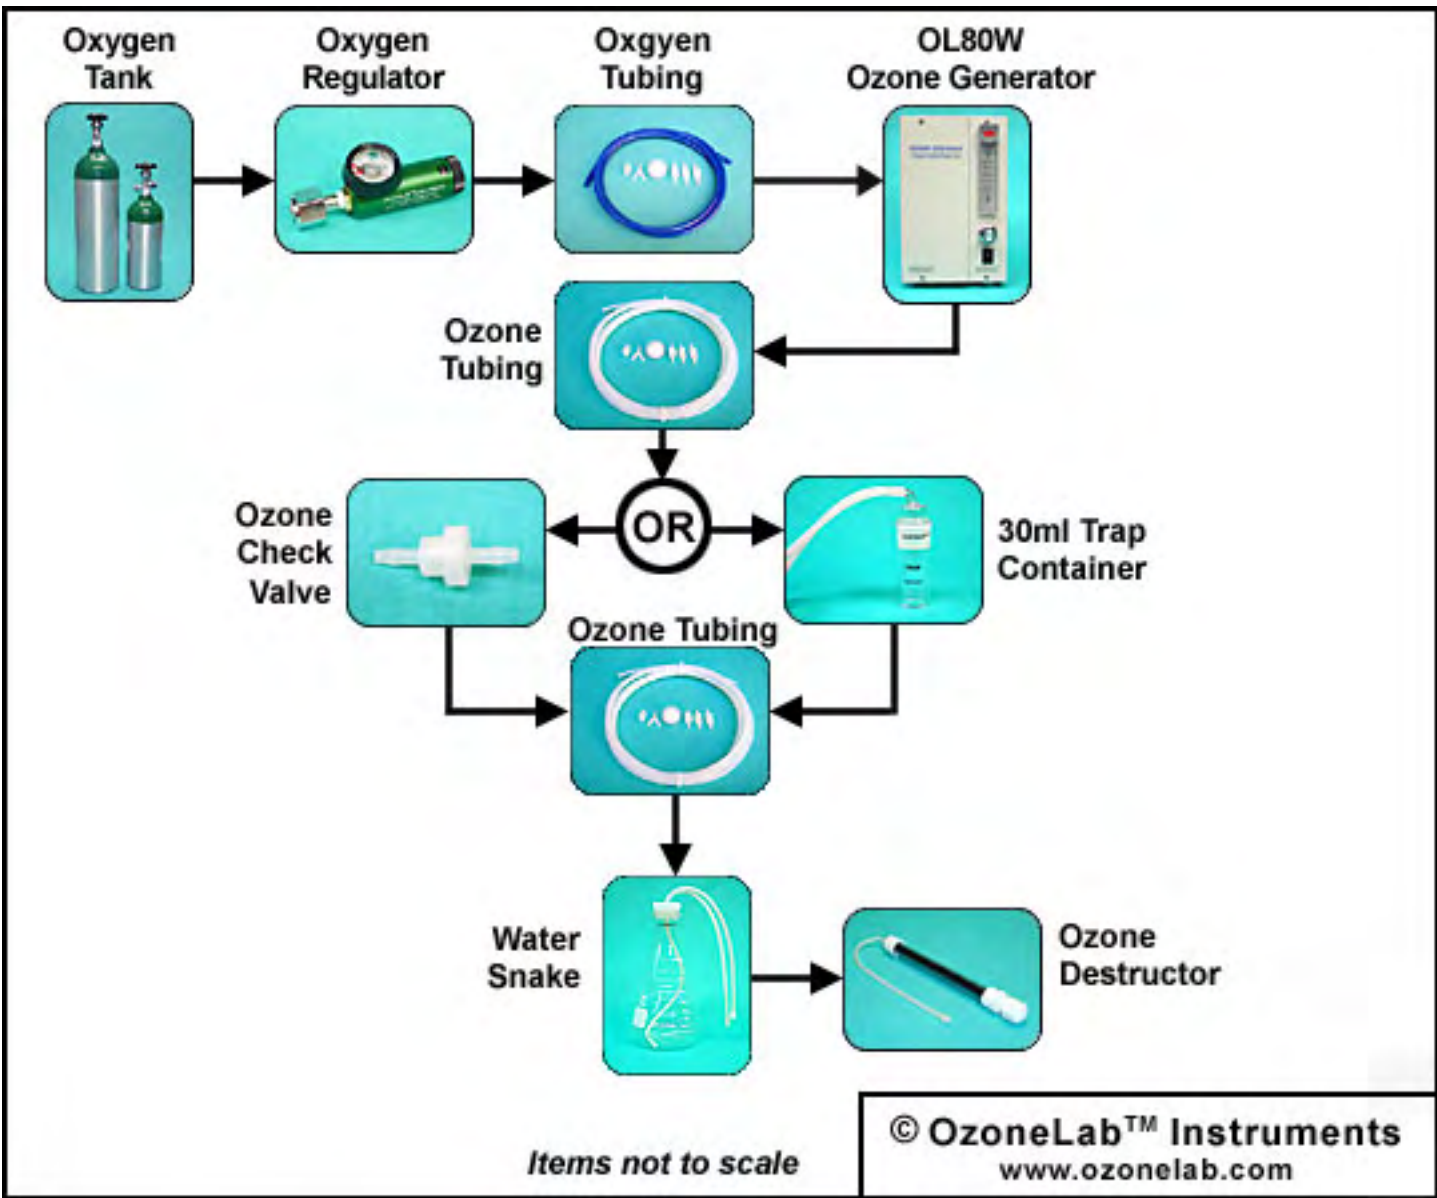 Oxygen
Tank
Oxygen
Regulator
Oxgyen
Tubing
OL80W
Ozone Generator
Ozone
Tubing
OR
Ozone
Check
Valve
30ml Trap
Container
Ozone Tubing
Water
Snake
Ozone
Destructor
Items not to scale
© OzoneLab™ Instruments
www.ozonelab.com